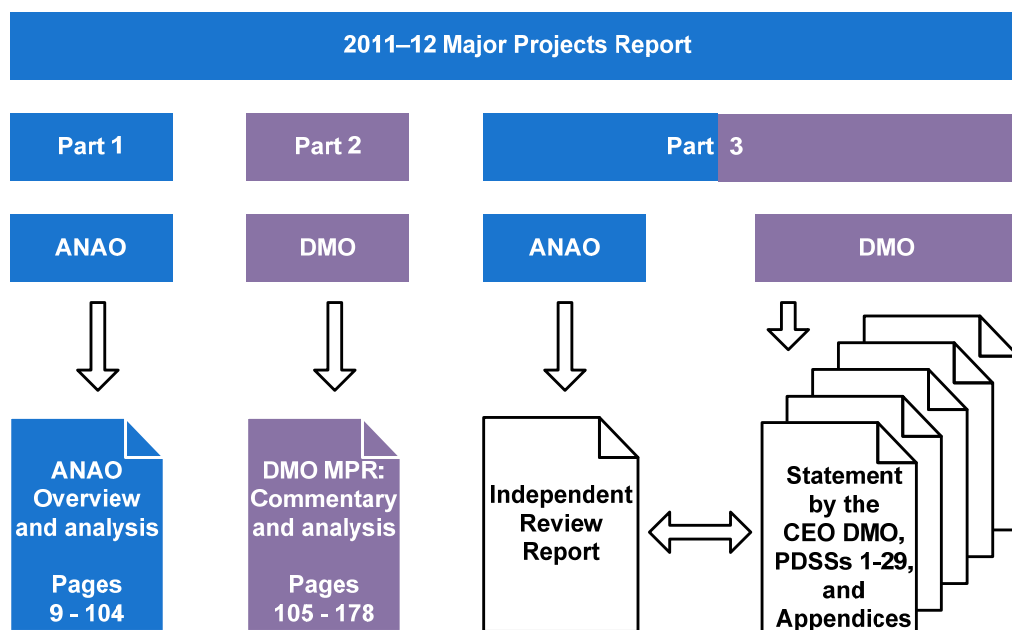 2011–12 Major Projects Report
Part 1
Part 2
Part 3
ANAO
DMO
ANAO
DMO
ANAO
Overview
and analysis
Pages
9 - 104
DMO MPR:
Commentary
and analysis
Pages
105 - 178
Independent
Review
Report
Statement
by the
CEO DMO,
PDSSs 1-29,
and
Appendices